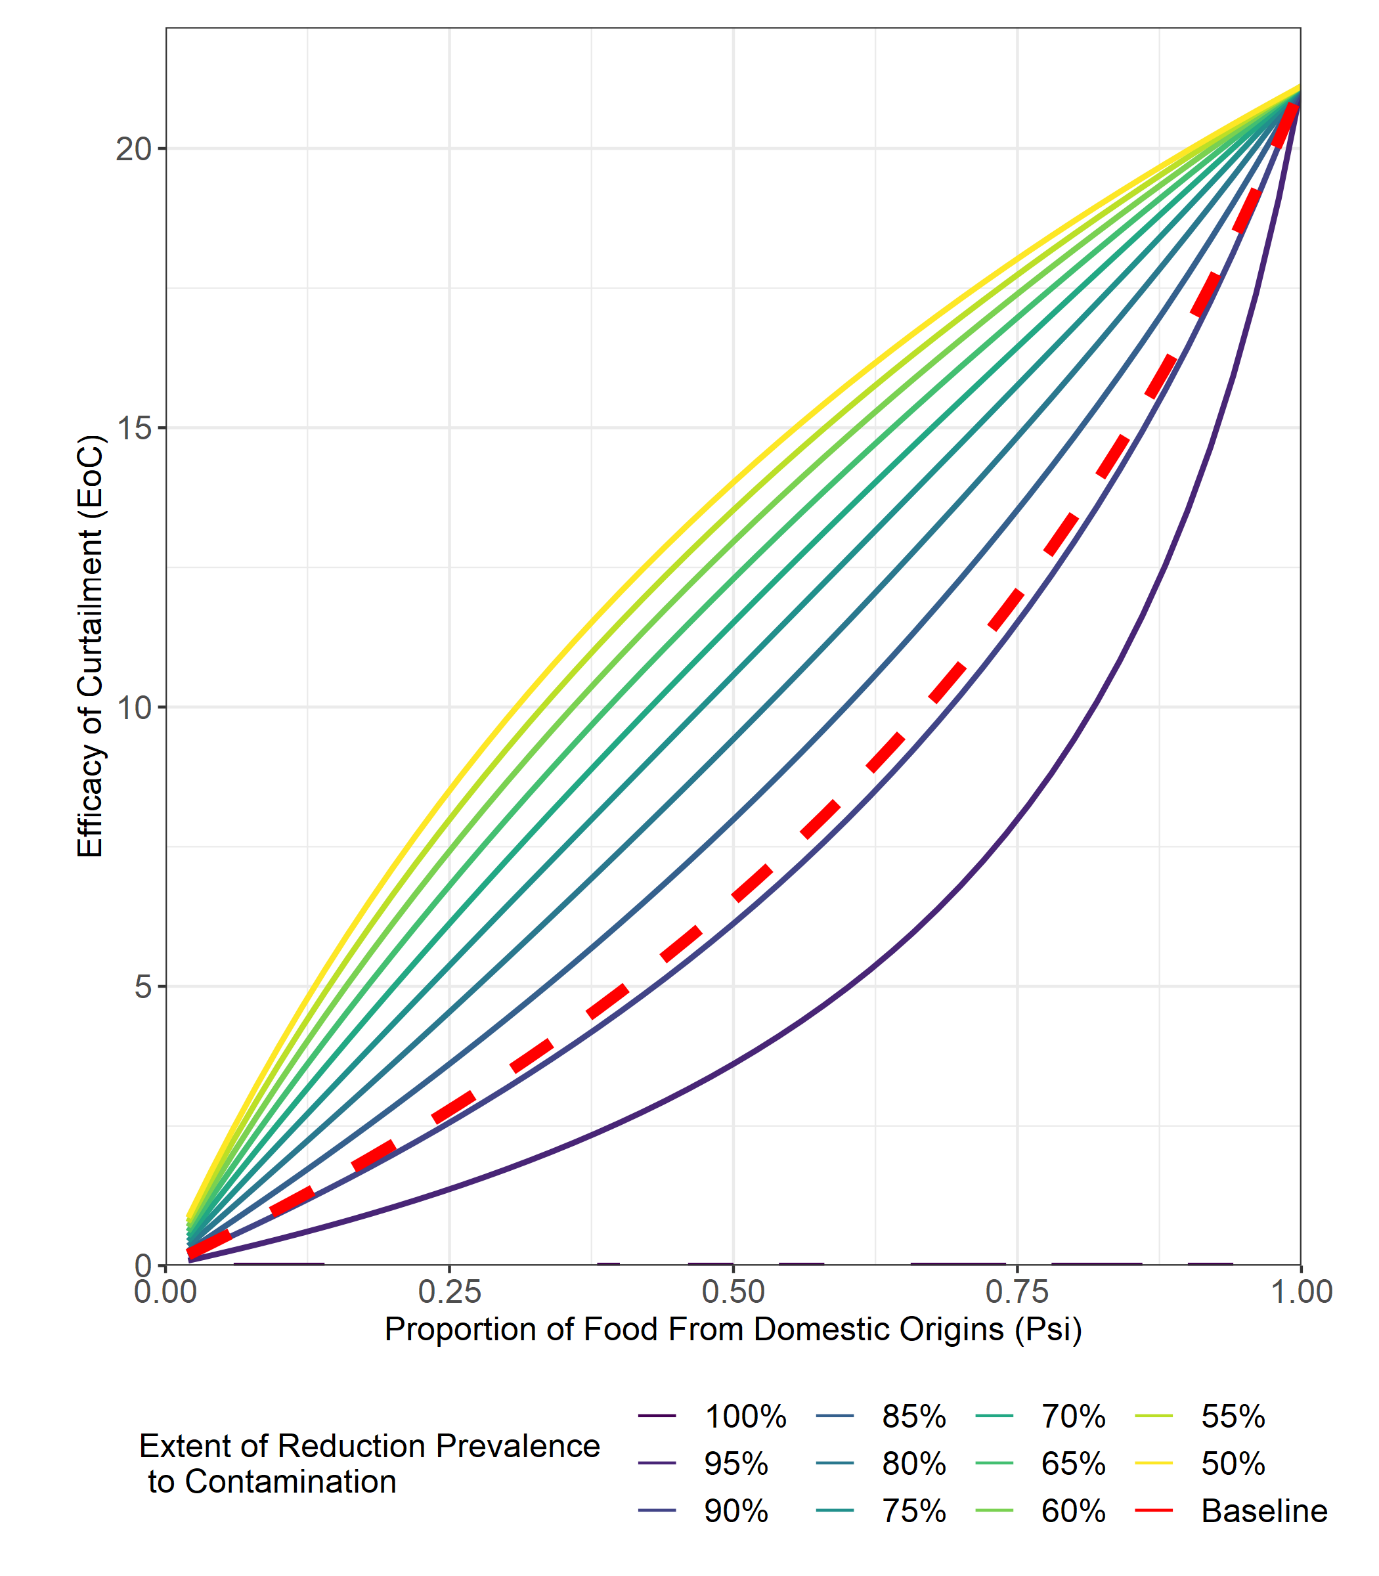 20
15
10
5
0
Efficacy of Curtailment (EoC)
0.00 0.25 0.50 0.75 1.00
Proportion of Food From Domestic Origins (Psi)
Extent of Reduction Prevalence
to Contamination
100% 85% 70% 55%
95% 80% 65% 50%
90% 75% 60% Baseline